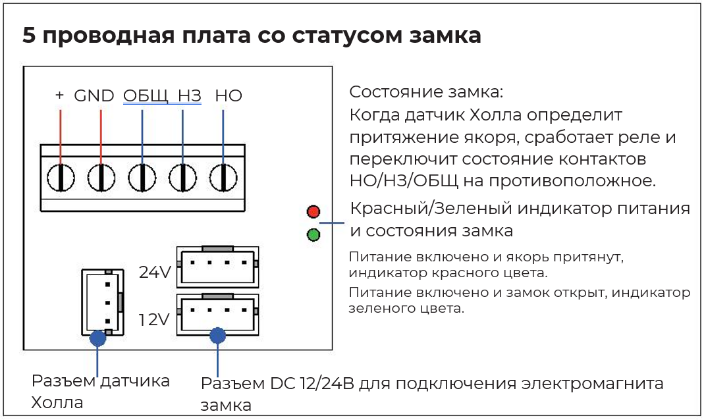 5 проводная плата со статусом замка
+ GND ОБЩ НЗ НО
Состояние замка:
Когда датчик Холла определит
притяжение якоря, сработает реле и
переключит состояние контактов
НО/НЗ/ОБЩ на противоположное.
Красный/Зеленый индикатор питания
и состояния замка
Питание включено и якорь притянут,
индикатор красного цвета.
Питание включено и замок открыт, индикатор
зеленого цвета.
24V
12V
Разъем датчика
Холла
Разъем DC 12/24В для подключения электромагнита
замка